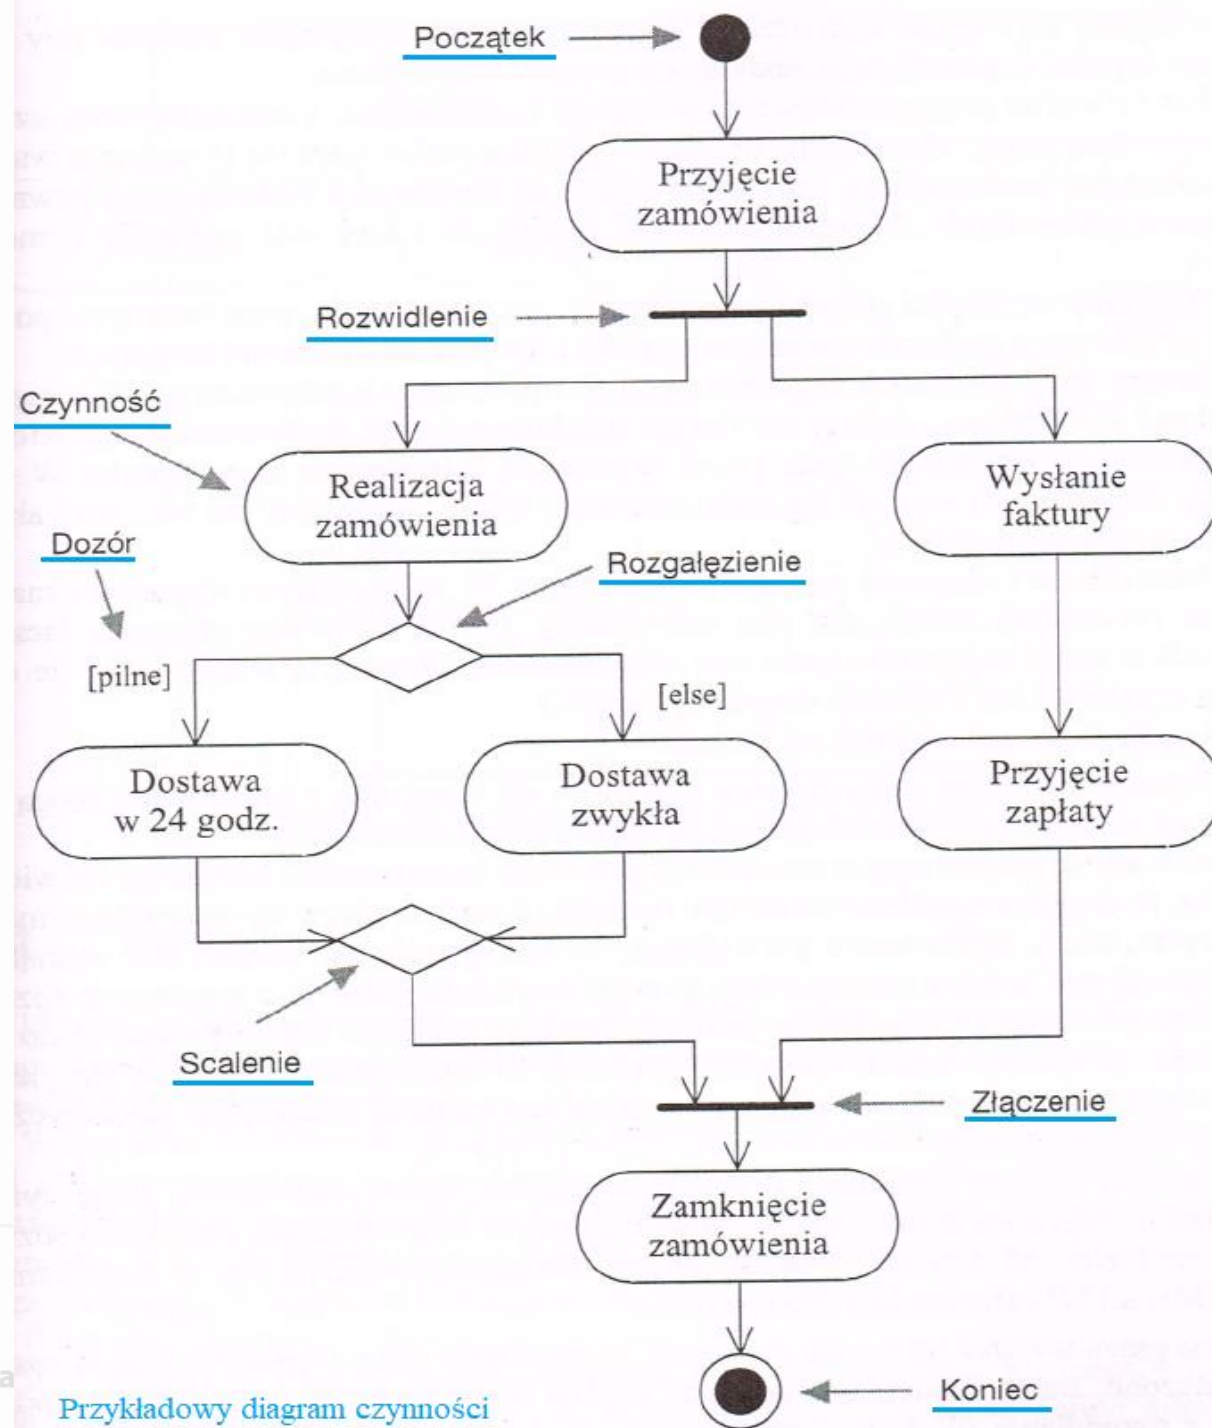 Początek
Przyjęcie
zamówienia
Rozwidlenie
Czynność
Realizacja
zamówienia
Wysłanie
faktury
Dozór
Rozgałęzienie
[pilne]
[else]
Dostawa
w 24 godz.
Dostawa
zwykła
Przyjęcie
zapłaty
Scalenie
Złączenie
Zamknięcie
zamówienia
Koniec
a
Przykładowy diagram czynności